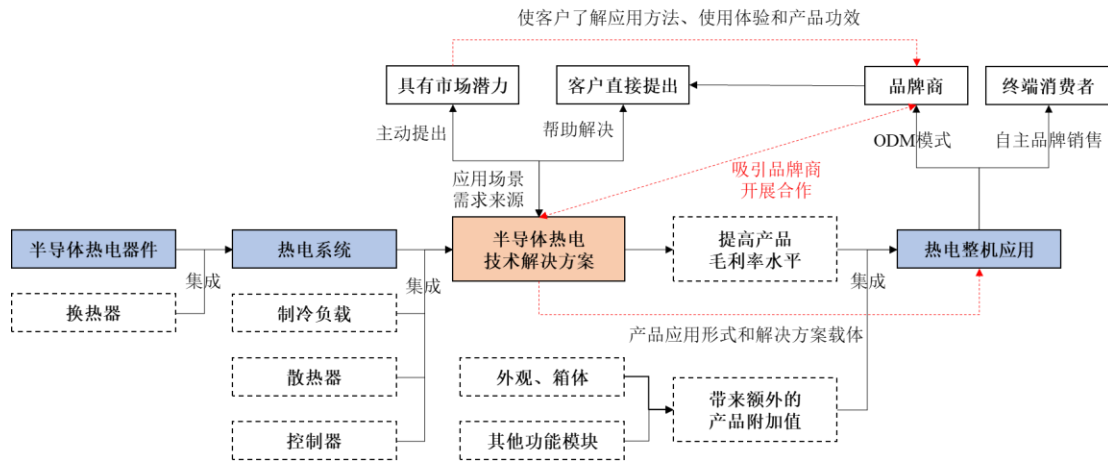 使客户了解应用方法、使用体验和产品功效
具有市场潜力
客户直接提出
品牌商
终端消费者
主动提出
帮助解决
ODM模式
自主品牌销售
应用场景
需求来源
吸引品牌商
开展合作
半导体热电器件
热电系统
半导体热电
技术解决方案
提高产品
毛利率水平
热电整机应用
集成
集成
集成
换热器
制冷负载
产品应用形式和解决方案载体
散热器
外观、箱体
带来额外的
产品附加值
控制器
其他功能模块